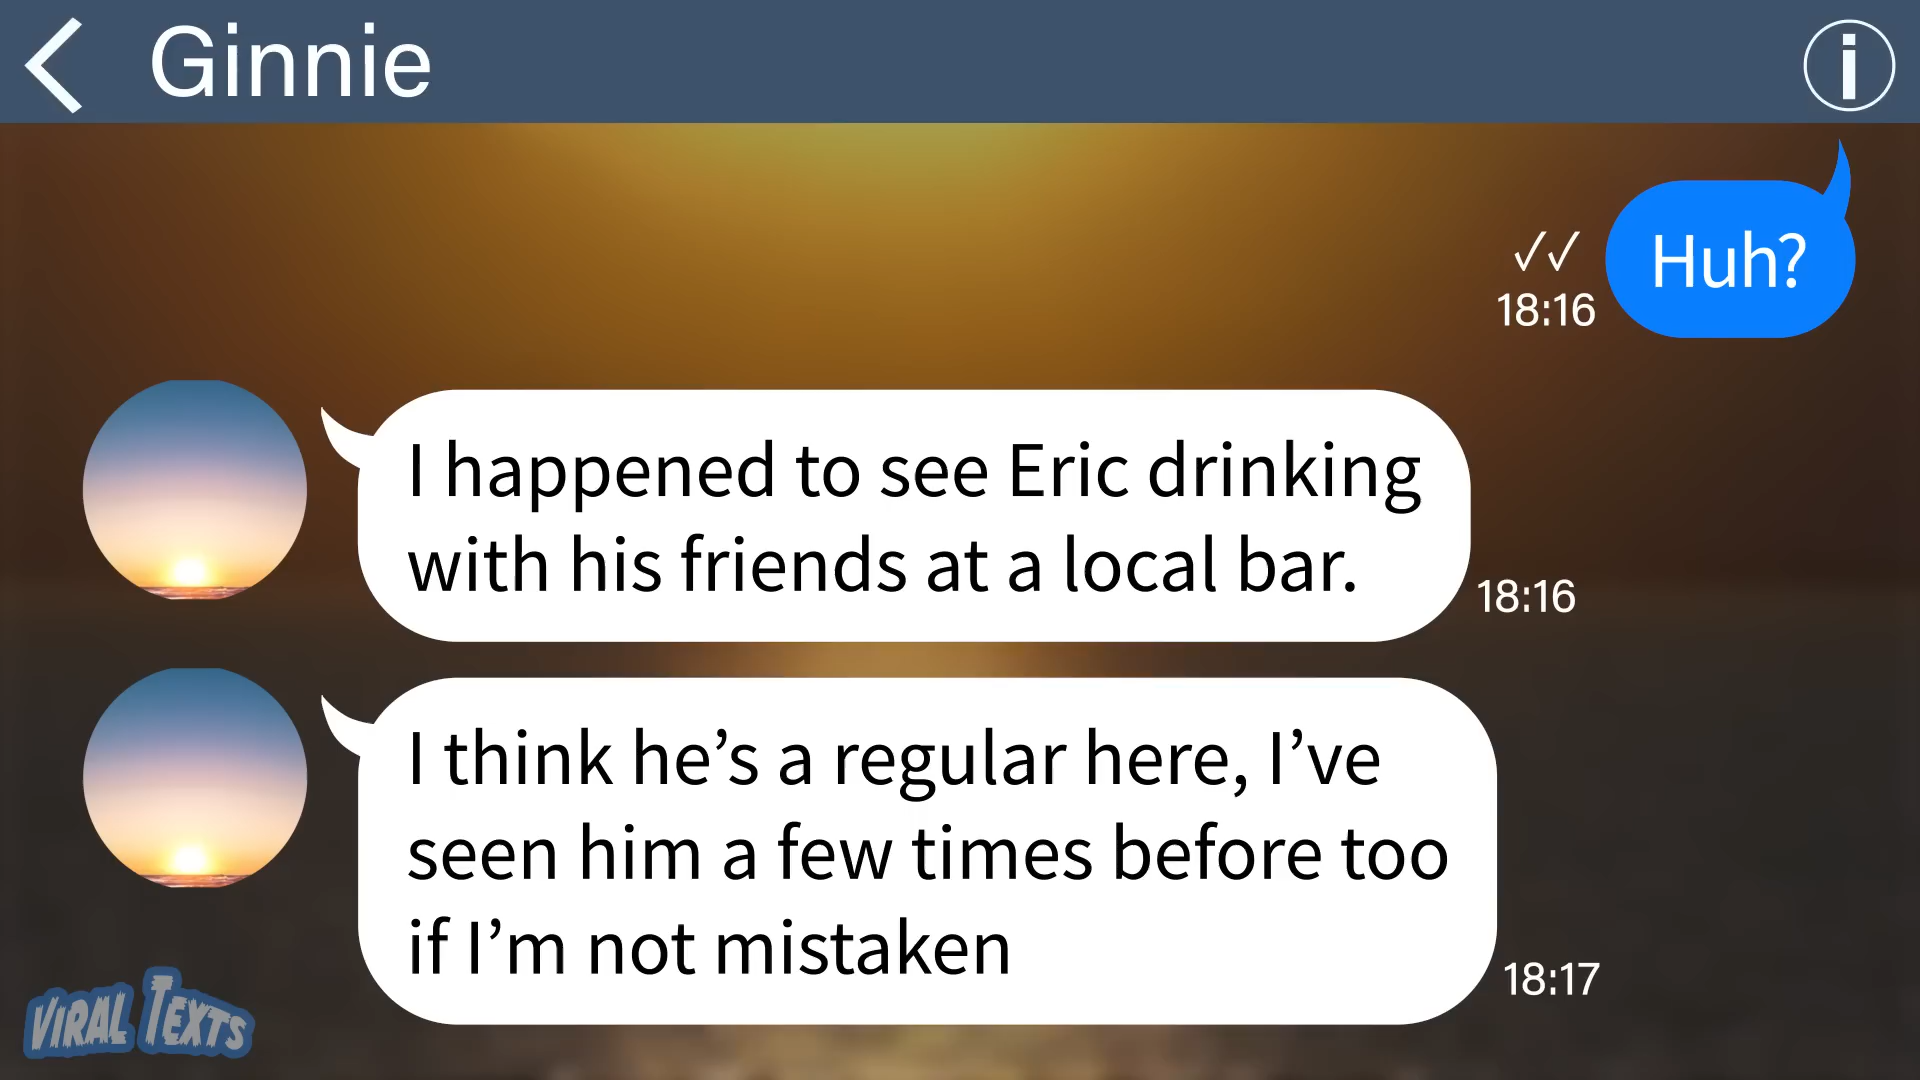 Ginnie
i
Huh?
✓✓
18:16
I happened to see Eric drinking
with his friends at a local bar.
18:16
I think he’s a regular here, I’ve
seen him a few times before too
if I’m not mistaken
18:17
VIRAL TEXTS